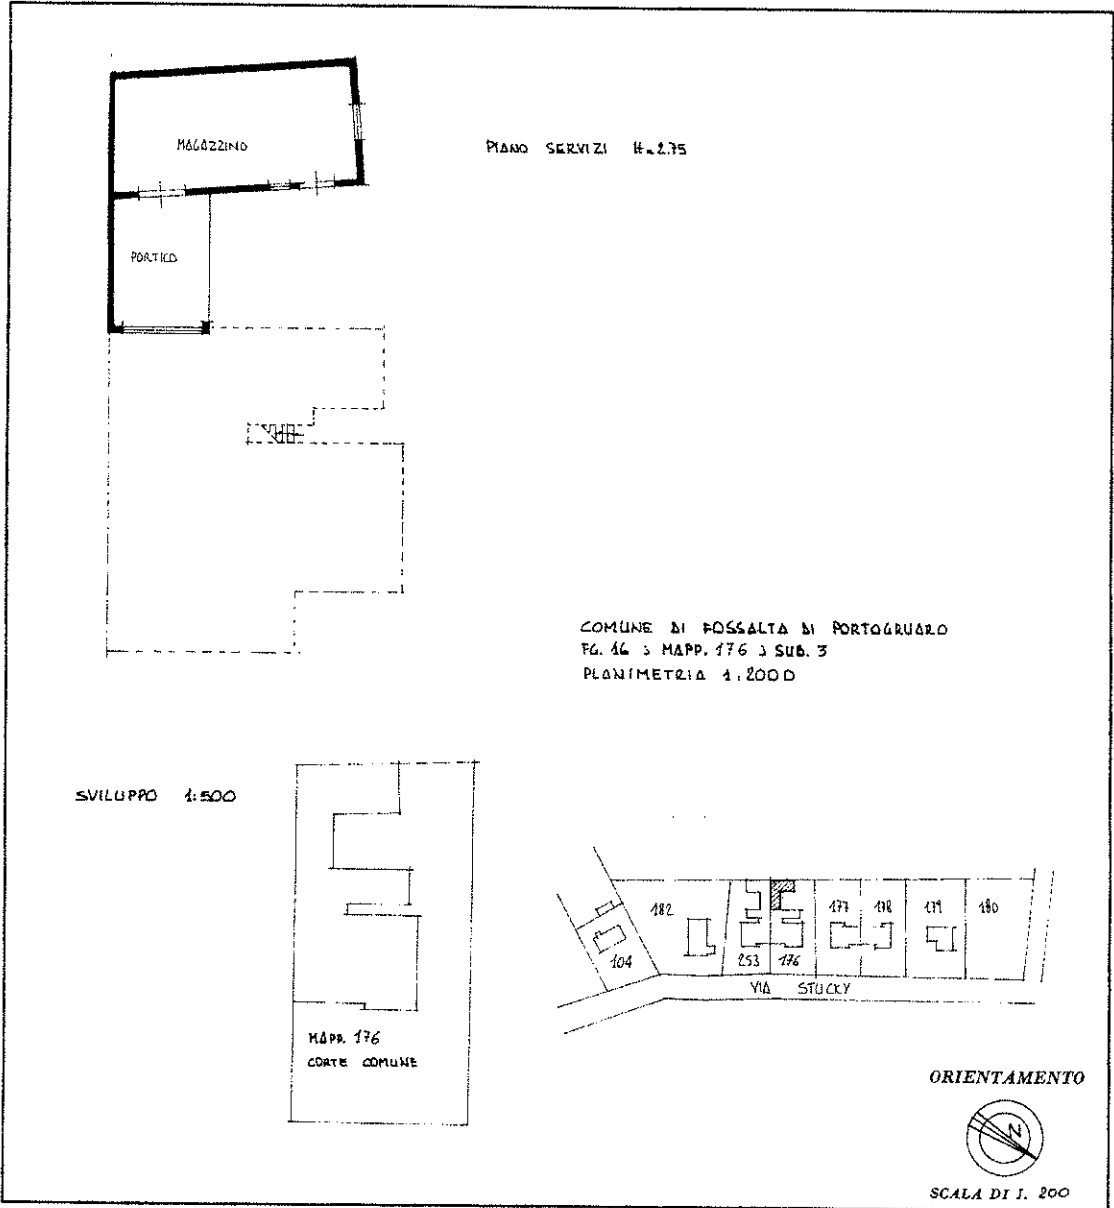 MAGAZZINO
PIANO SERVIZI H=2.75
PORTICO
COMUNE DI FOSSALTA DI PORTOGRUARO
FG. 16 ; MAPP. 176 ; SUB. 3
PLANIMETRIA 1:2000
SVILUPPO 1:500
182
177
178
179
180
104
253
176
VIA STUCKY
MAPP. 176
CORTE COMUNE
ORIENTAMENTO
N
SCALA DI 1. 200